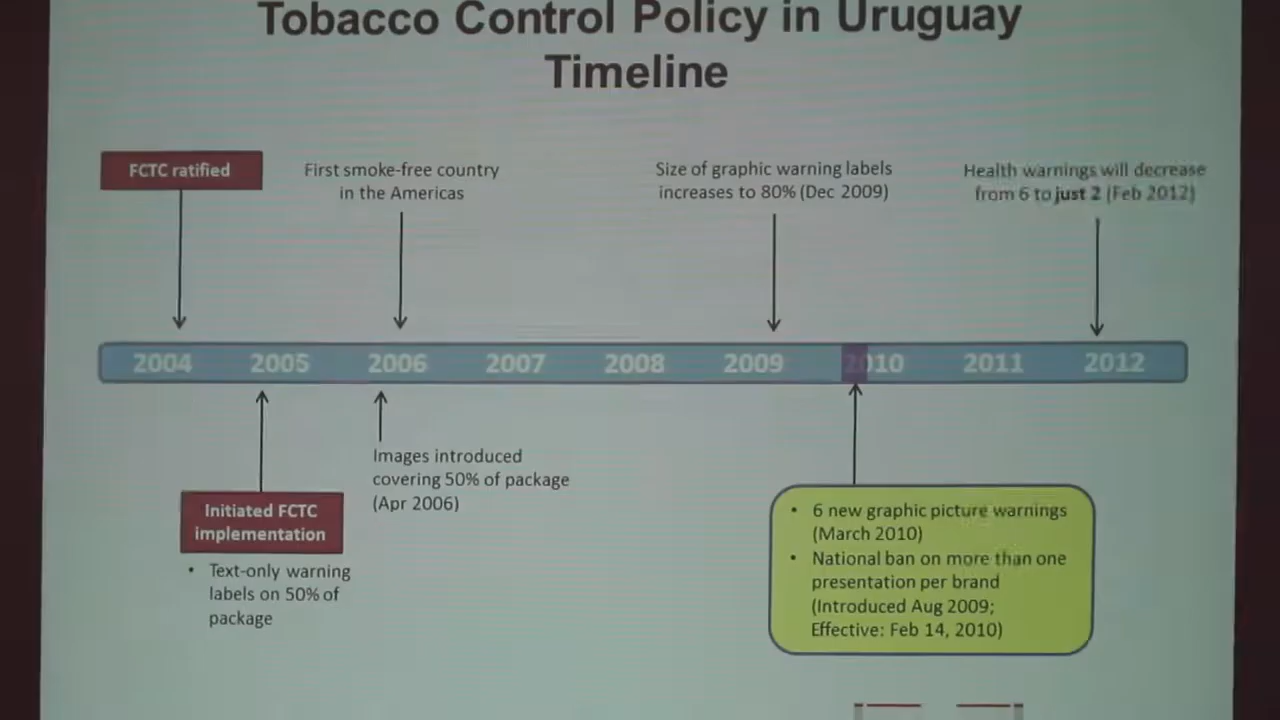 Tobacco Control Policy in Uruguay
Timeline
FCTC ratified
First smoke-free country
in the Americas
Size of graphic warning labels
increases to 80% (Dec 2009)
Health warnings will decrease
from 6 to just 2 (Feb 2012)
2004 2005 2006 2007 2008 2009 2010 2011 2012
Initiated FCTC
implementation
• Text-only warning
labels on 50% of
package
Images introduced
covering 50% of package
(Apr 2006)
• 6 new graphic picture warnings
(March 2010)
• National ban on more than one
presentation per brand
(Introduced Aug 2009;
Effective: Feb 14, 2010)